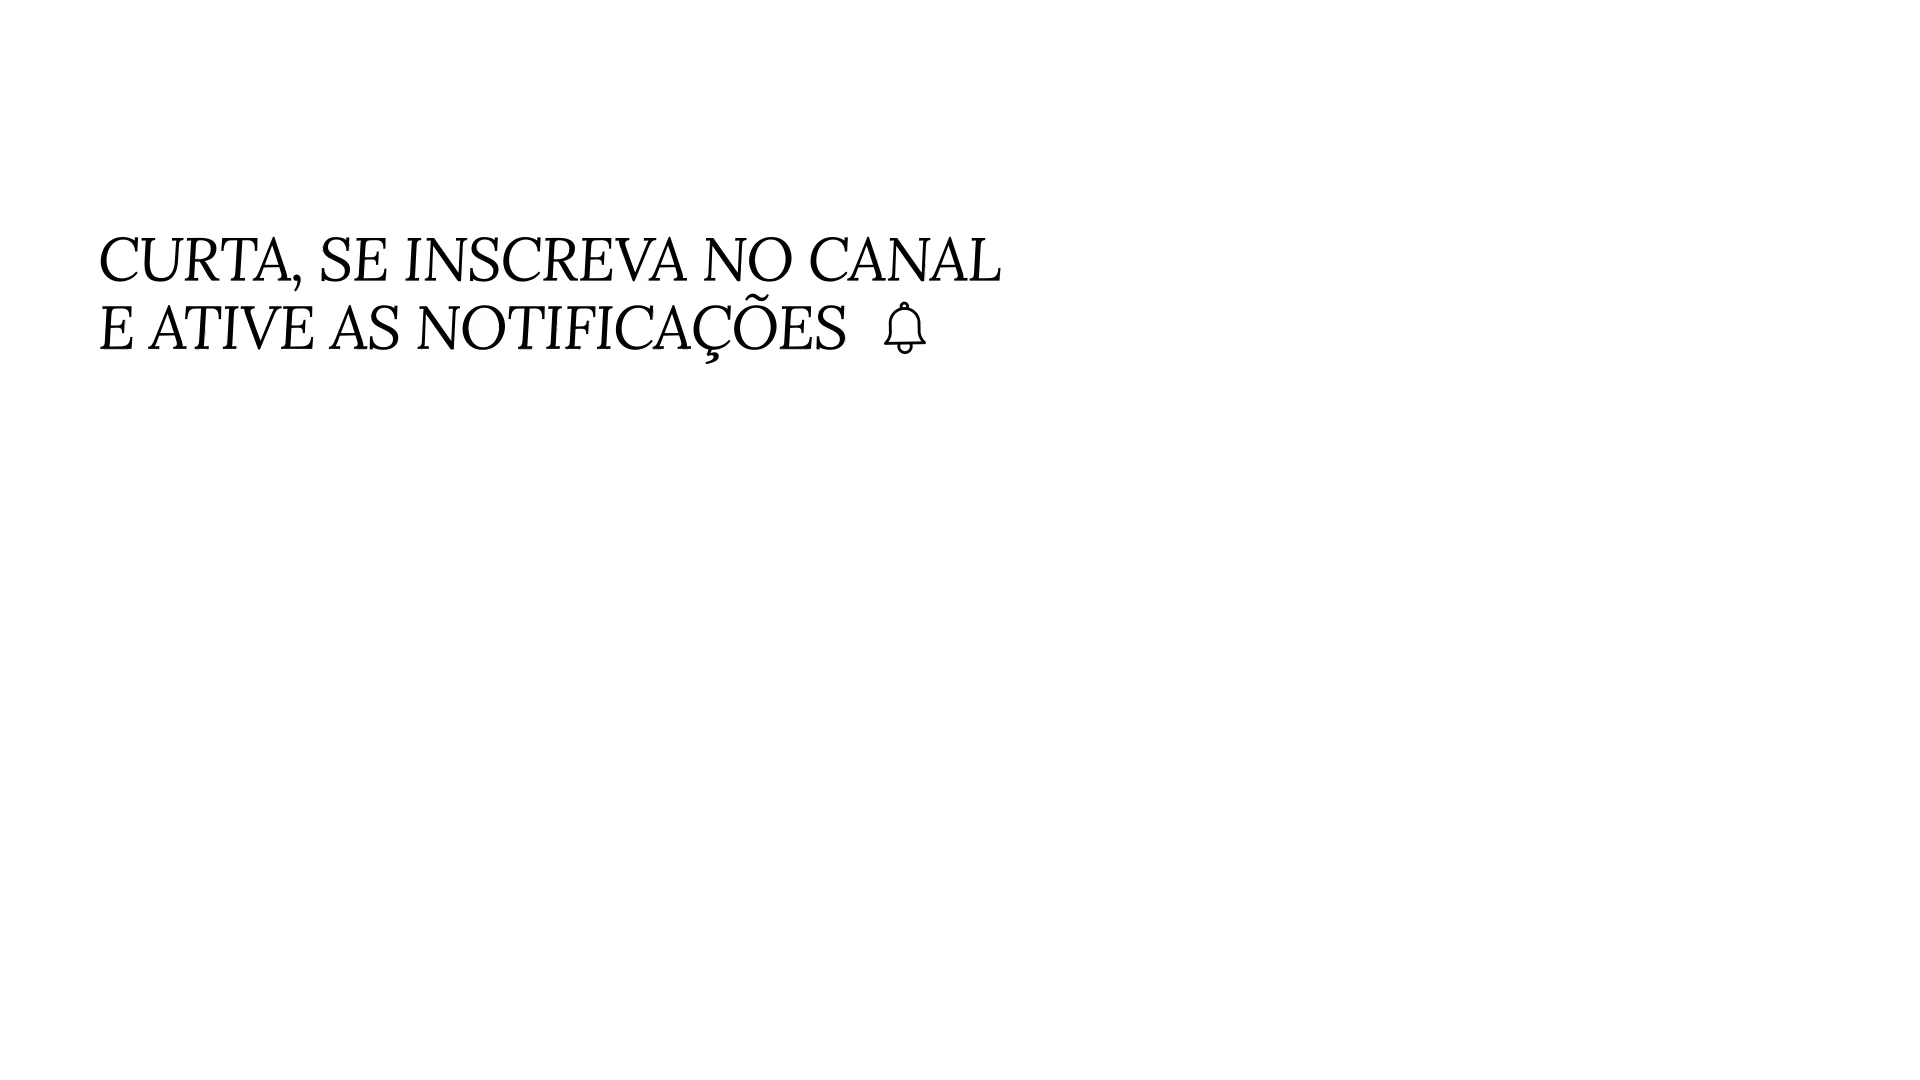 CURTA, SE INSCREVA NO CANAL
E ATIVE AS NOTIFICAÇÕES